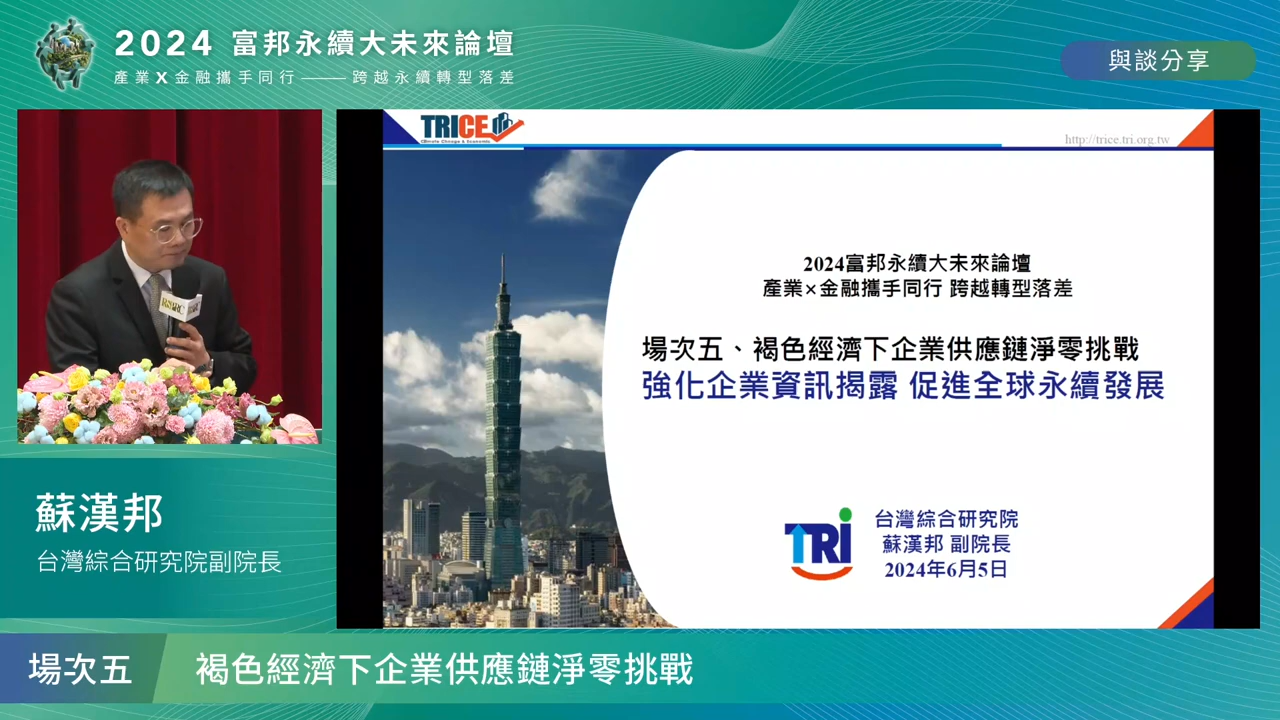 2024 富邦永續大未來論壇
產業X金融攜手同行——跨越永續轉型落差
與談分享
TRICE
Climate Change & Economic
http://trice.tri.org.tw
2024富邦永續大未來論壇
產業×金融攜手同行 跨越轉型落差
場次五、褐色經濟下企業供應鏈淨零挑戰
強化企業資訊揭露 促進全球永續發展
TRi
台灣綜合研究院
蘇漢邦 副院長
2024年6月5日
蘇漢邦
台灣綜合研究院副院長
場次五
褐色經濟下企業供應鏈淨零挑戰